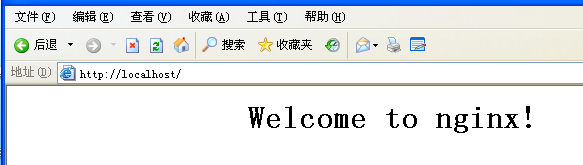 文件(F) 编辑(E) 查看(V) 收藏(A) 工具(T) 帮助(H)
后退 搜索 收藏夹
地址(D) http://localhost/
Welcome to nginx!